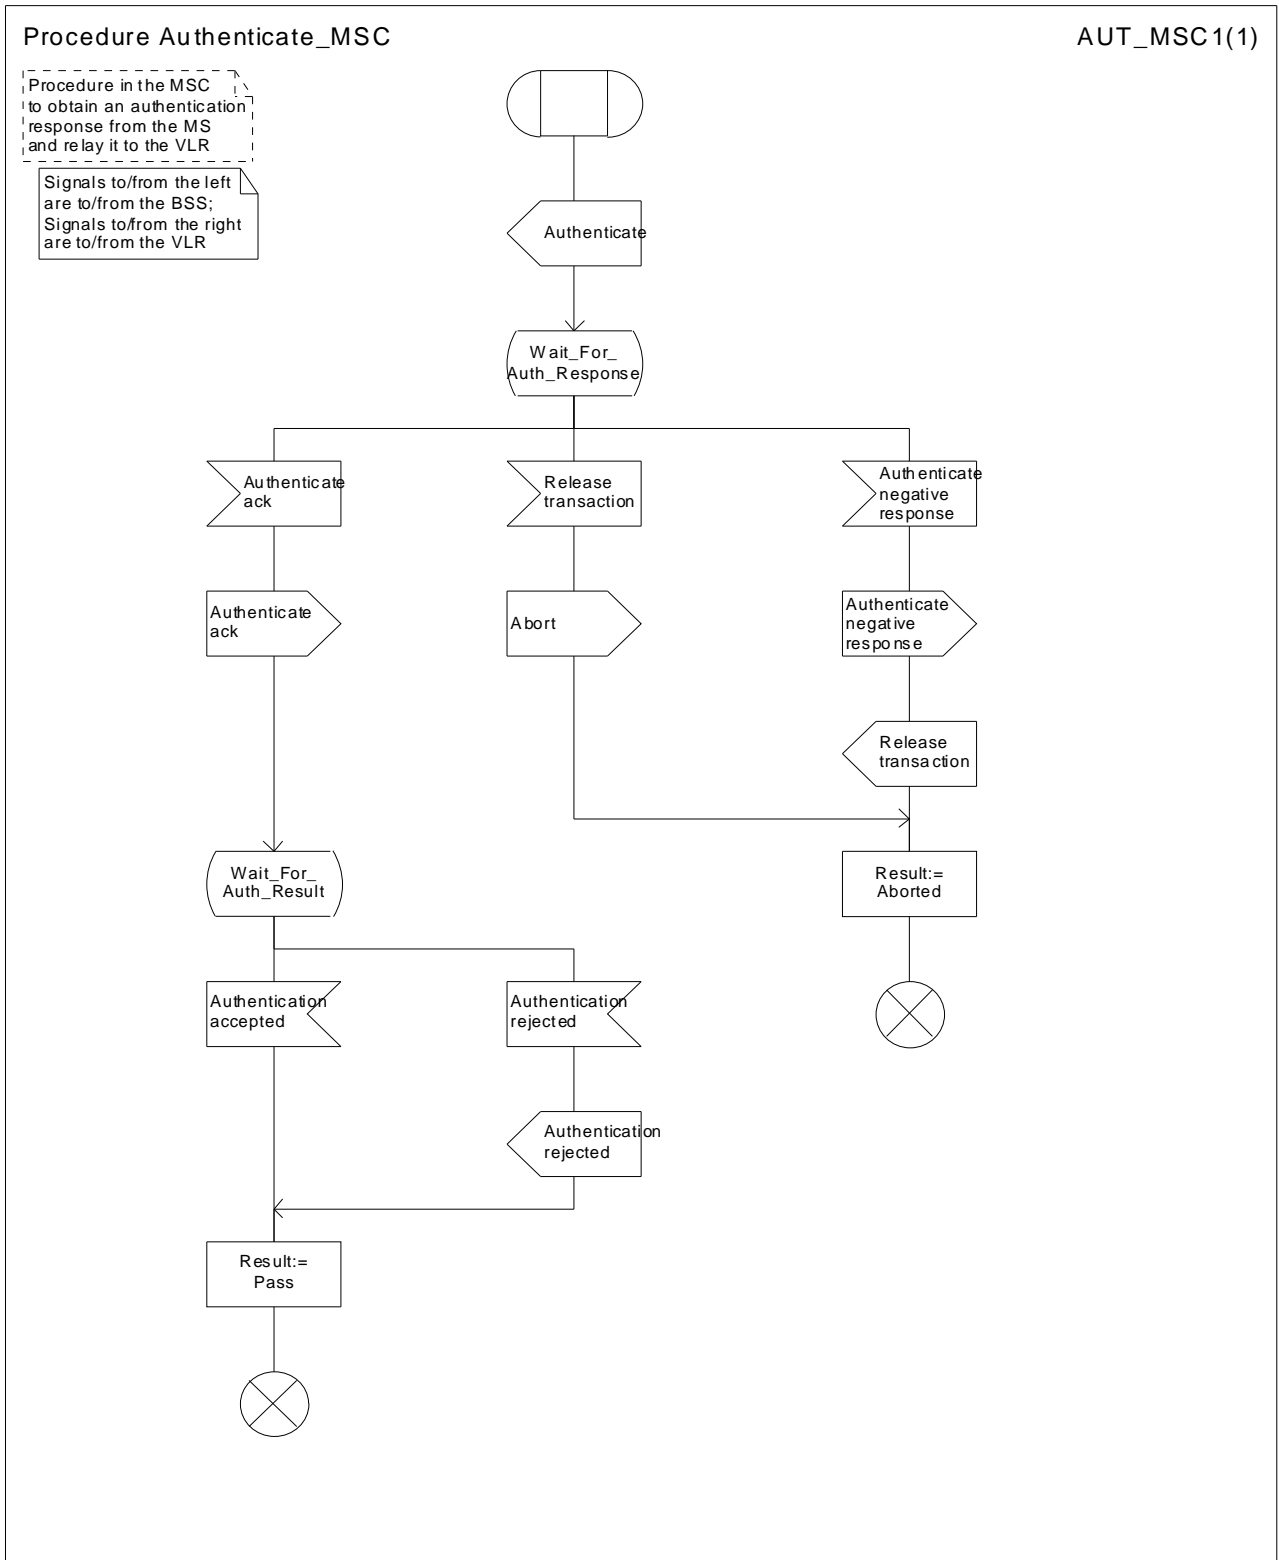 Procedure Authenticate_MSC
AUT_MSC1(1)
Procedure in the MSC
to obtain an authentication
response from the MS
and relay it to the VLR
Signals to/from the left
are to/from the BSS;
Signals to/from the right
are to/from the VLR
Authenticate
Wait_For_
Auth_Response
Authenticate
ack
Release
transaction
Authenticate
negative
response
Authenticate
ack
Abort
Authenticate
negative
response
Release
transaction
Wait_For_
Auth_Result
Result:=
Aborted
Authentication
accepted
Authentication
rejected
Authentication
rejected
Result:=
Pass